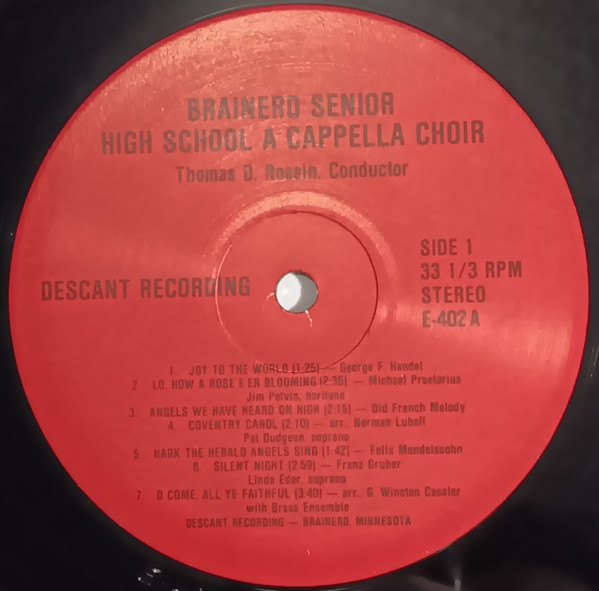 BRAINERD SENIOR
HIGH SCHOOL A CAPPELLA CHOIR
Thomas D. Rossin, Conductor
DESCANT RECORDING
SIDE 1
33 1/3 RPM
STEREO
E-402 A
1. JOY TO THE WORLD (1:25) — George F. Handel
2. LO, HOW A ROSE E'ER BLOOMING (2:35) — Michael Praetorius
Jim Potvin, baritone
3. ANGELS WE HAVE HEARD ON HIGH (2:15) — Old French Melody
4. COVENTRY CAROL (2:10) — arr. Norman Luboff
Pat Dudgeon, soprano
5. HARK THE HERALD ANGELS SING (1:42) — Felix Mendelssohn
6. SILENT NIGHT (2:59) — Franz Gruber
Linda Eder, soprano
7. O COME, ALL YE FAITHFUL (3:40) — arr. G. Winston Cassler
with Brass Ensemble
DESCANT RECORDING — BRAINERD, MINNESOTA